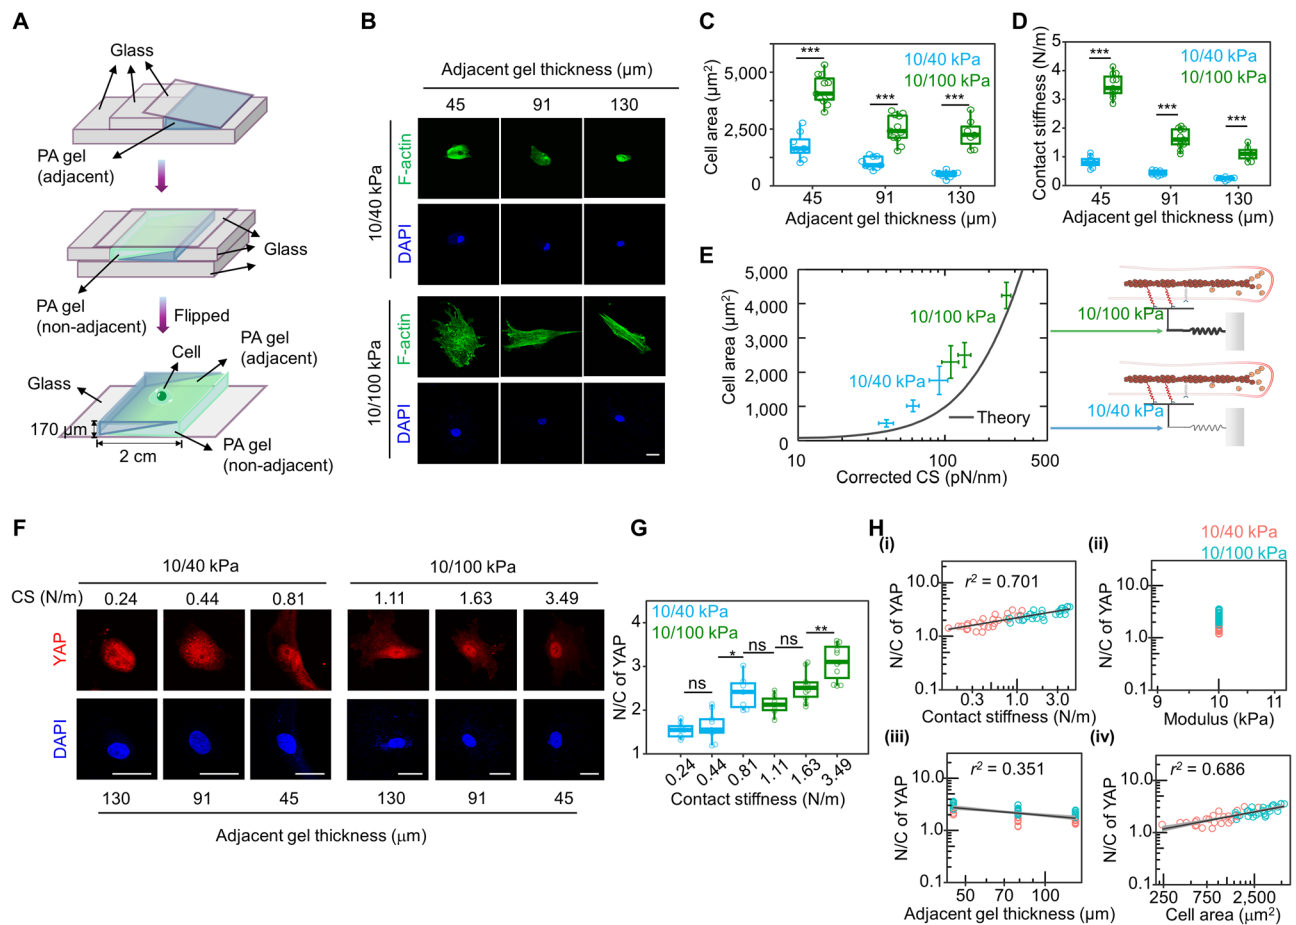 A
Glass
PA gel
(adjacent)
Glass
PA gel
(non-adjacent)
Flipped
Cell
PA gel
(adjacent)
Glass
170 μm
2 cm
PA gel
(non-adjacent)
B
Adjacent gel thickness (μm)
45 91 130
10/40 kPa
F-actin
DAPI
10/100 kPa
F-actin
DAPI
C
10/40 kPa
10/100 kPa
*** *** ***
Cell area (μm²)
5,000
2,500
0
45 91 130
Adjacent gel thickness (μm)
D
10/40 kPa
10/100 kPa
*** *** ***
Contact stiffness (N/m)
5
4
3
2
1
0
45 91 130
Adjacent gel thickness (μm)
E
Cell area (μm²)
5,000
4,000
3,000
2,000
1,000
0
10/100 kPa
10/40 kPa
Theory
10 100 500
Corrected CS (pN/nm)
10/100 kPa
10/40 kPa
F
10/40 kPa 10/100 kPa
CS (N/m) 0.24 0.44 0.81 1.11 1.63 3.49
YAP
DAPI
130 91 45 130 91 45
Adjacent gel thickness (μm)
G
10/40 kPa
10/100 kPa
N/C of YAP
4
3
2
1
ns * ns ns **
0.24 0.44 0.81 1.11 1.63 3.49
Contact stiffness (N/m)
H
10/40 kPa
10/100 kPa
(i)
r² = 0.701
N/C of YAP
10.0
1.0
0.1
0.3 1.0 3.0
Contact stiffness (N/m)
(ii)
N/C of YAP
10.0
1.0
0.1
9 10 11
Modulus (kPa)
(iii)
r² = 0.351
N/C of YAP
10.0
1.0
0.1
50 70 100
Adjacent gel thickness (μm)
(iv)
r² = 0.686
N/C of YAP
10.0
1.0
0.1
250 750 2,500
Cell area (μm²)